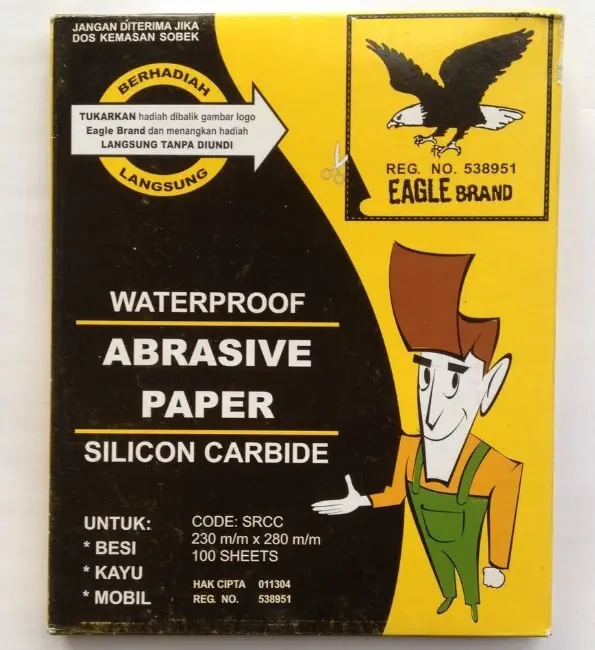 JANGAN DITERIMA JIKA
DOS KEMASAN SOBEK
BERHADIAH
TUKARKAN hadiah dibalik gambar logo
Eagle Brand dan menangkan hadiah
LANGSUNG TANPA DIUNDI
LANGSUNG
REG. NO. 538951
EAGLE BRAND
WATERPROOF
ABRASIVE
PAPER
SILICON CARBIDE
UNTUK:
* BESI
* KAYU
* MOBIL
CODE: SRCC
230 m/m x 280 m/m
100 SHEETS
HAK CIPTA 011304
REG. NO. 538951